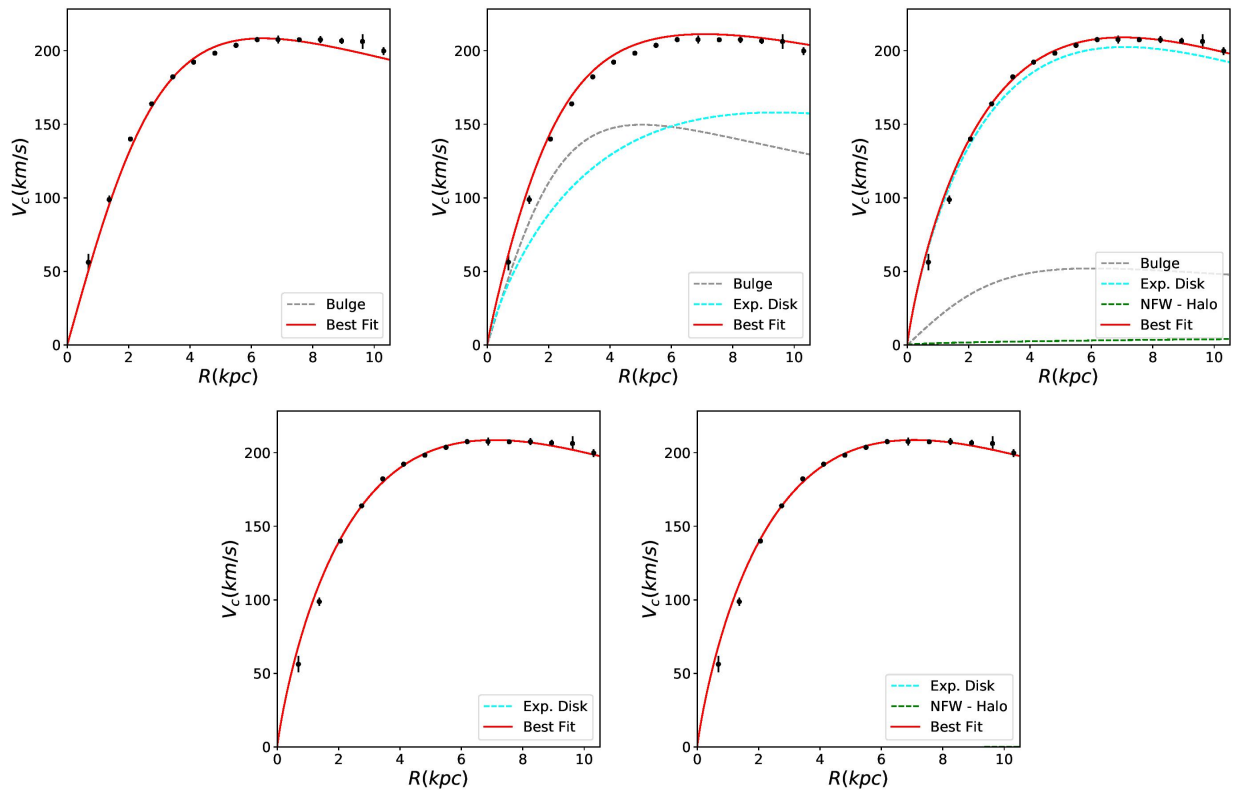 200
150
100
50
0
V_c(km/s)
Bulge
Best Fit
0 2 4 6 8 10
R(kpc)
200
150
100
50
0
V_c(km/s)
Bulge
Exp. Disk
Best Fit
0 2 4 6 8 10
R(kpc)
200
150
100
50
0
V_c(km/s)
Bulge
Exp. Disk
NFW - Halo
Best Fit
0 2 4 6 8 10
R(kpc)
200
150
100
50
0
V_c(km/s)
Exp. Disk
Best Fit
0 2 4 6 8 10
R(kpc)
200
150
100
50
0
V_c(km/s)
Exp. Disk
NFW - Halo
Best Fit
0 2 4 6 8 10
R(kpc)